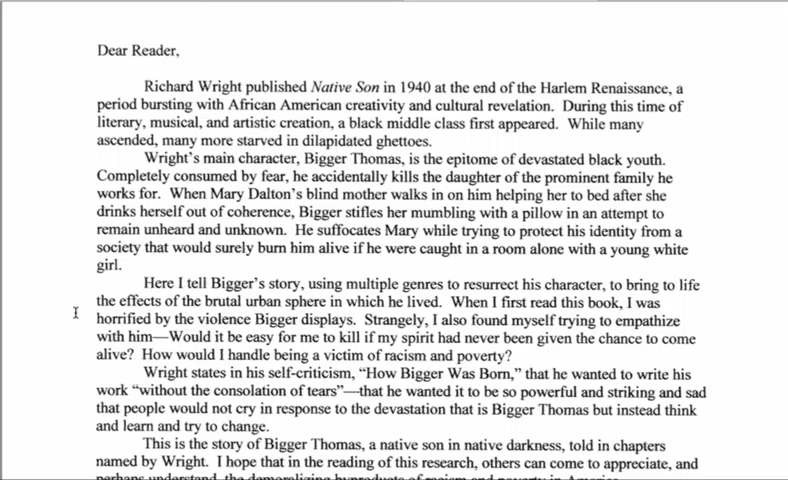 Dear Reader,
Richard Wright published Native Son in 1940 at the end of the Harlem Renaissance, a
period bursting with African American creativity and cultural revelation. During this time of
literary, musical, and artistic creation, a black middle class first appeared. While many
ascended, many more starved in dilapidated ghettoes.
Wright's main character, Bigger Thomas, is the epitome of devastated black youth.
Completely consumed by fear, he accidentally kills the daughter of the prominent family he
works for. When Mary Dalton's blind mother walks in on him helping her to bed after she
drinks herself out of coherence, Bigger stifles her mumbling with a pillow in an attempt to
remain unheard and unknown. He suffocates Mary while trying to protect his identity from a
society that would surely burn him alive if he were caught in a room alone with a young white
girl.
Here I tell Bigger's story, using multiple genres to resurrect his character, to bring to life
the effects of the brutal urban sphere in which he lived. When I first read this book, I was
horrified by the violence Bigger displays. Strangely, I also found myself trying to empathize
with him—Would it be easy for me to kill if my spirit had never been given the chance to come
alive? How would I handle being a victim of racism and poverty?
Wright states in his self-criticism, "How Bigger Was Born," that he wanted to write his
work "without the consolation of tears"—that he wanted it to be so powerful and striking and sad
that people would not cry in response to the devastation that is Bigger Thomas but instead think
and learn and try to change.
This is the story of Bigger Thomas, a native son in native darkness, told in chapters
named by Wright. I hope that in the reading of this research, others can come to appreciate, and
perhaps understand, the demoralizing byproducts of racism and poverty in America.